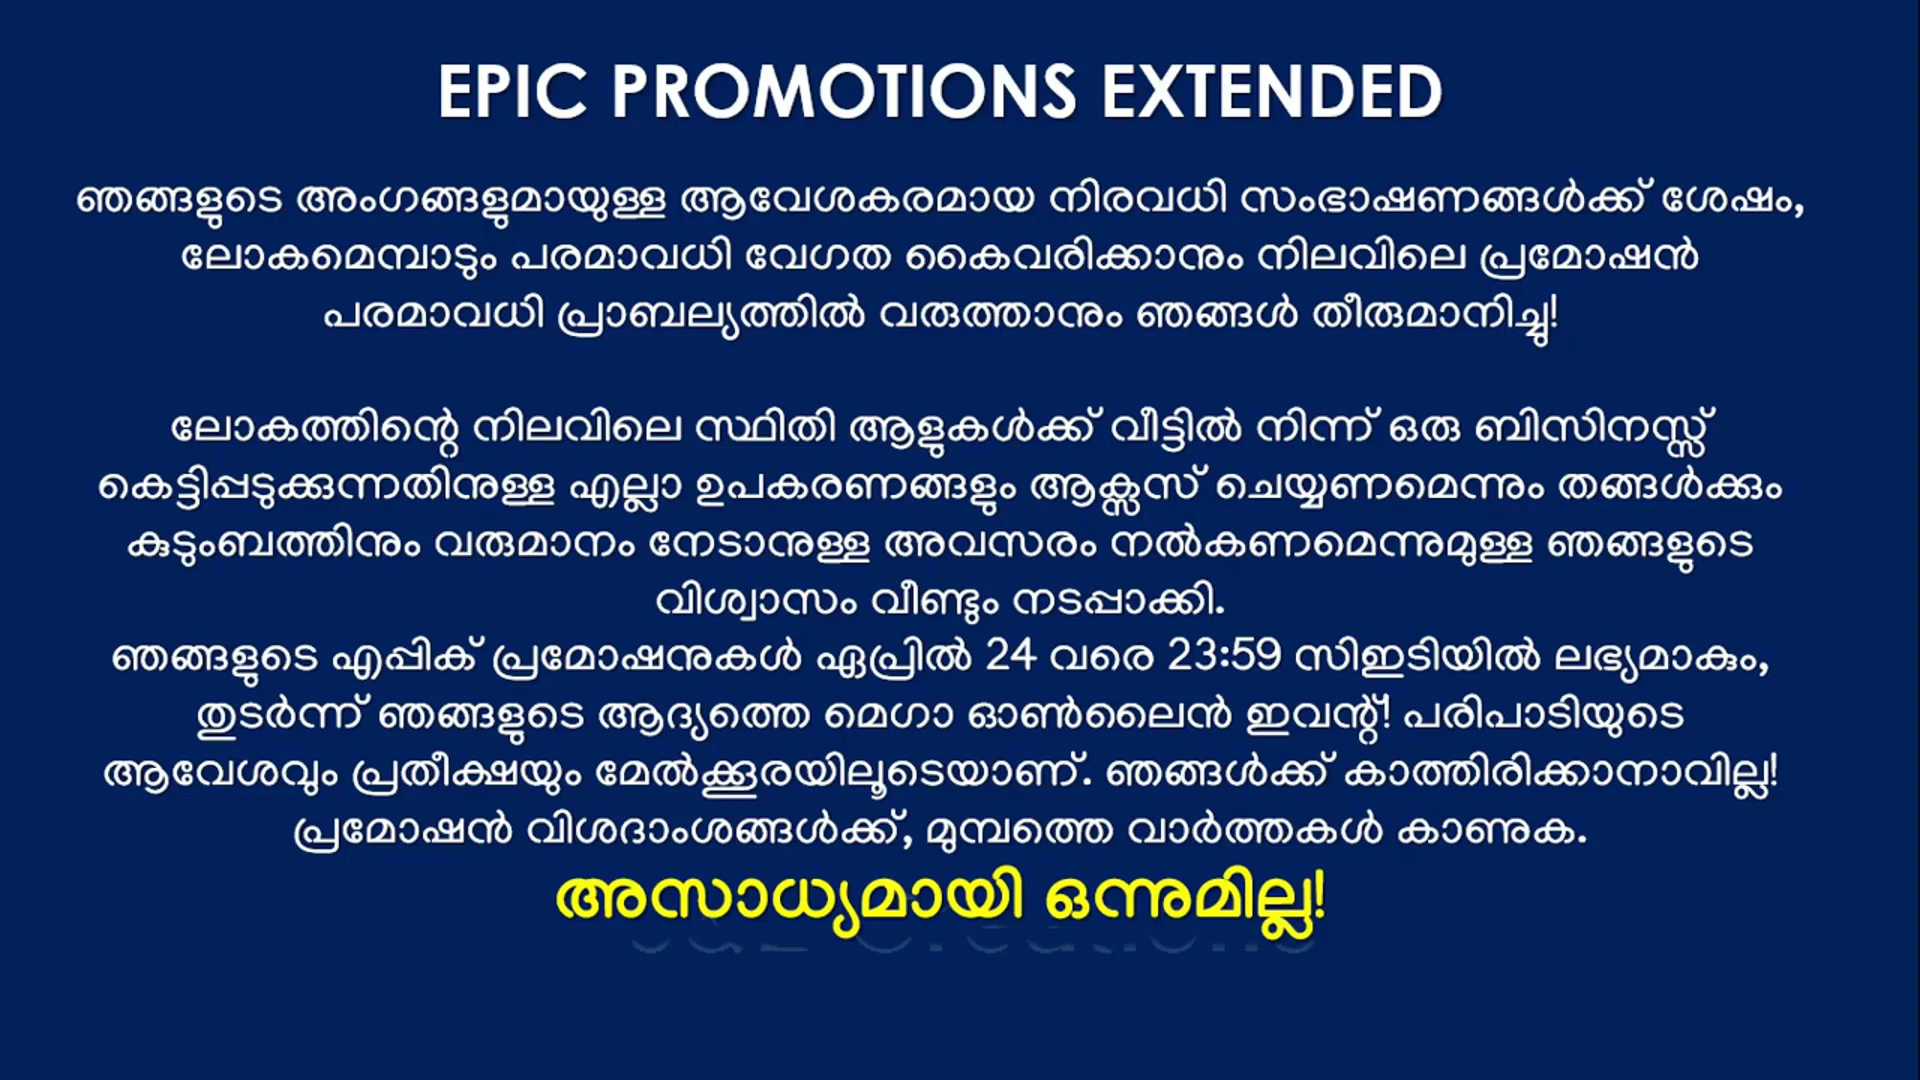 EPIC PROMOTIONS EXTENDED
ഞങ്ങളുടെ അംഗങ്ങളുമായുള്ള ആവേശകരമായ നിരവധി സംഭാഷണങ്ങൾക്ക് ശേഷം,
ലോകമെമ്പാടും പരമാവധി വേഗത കൈവരിക്കാനും നിലവിലെ പ്രമോഷൻ
പരമാവധി പ്രാബല്യത്തിൽ വരുത്താനും ഞങ്ങൾ തീരുമാനിച്ചു!
ലോകത്തിന്റെ നിലവിലെ സ്ഥിതി ആളുകൾക്ക് വീട്ടിൽ നിന്ന് ഒരു ബിസിനസ്സ്
കെട്ടിപ്പടുക്കുന്നതിനുള്ള എല്ലാ ഉപകരണങ്ങളും ആക്സസ് ചെയ്യണമെന്നും തങ്ങൾക്കും
കുടുംബത്തിനും വരുമാനം നേടാനുള്ള അവസരം നൽകണമെന്നുമുള്ള ഞങ്ങളുടെ
വിശ്വാസം വീണ്ടും നടപ്പാക്കി.
ഞങ്ങളുടെ എപ്പിക് പ്രമോഷനുകൾ ഏപ്രിൽ 24 വരെ 23:59 സിഇടിയിൽ ലഭ്യമാകും,
തുടർന്ന് ഞങ്ങളുടെ ആദ്യത്തെ മെഗാ ഓൺലൈൻ ഇവന്റ്! പരിപാടിയുടെ
ആവേശവും പ്രതീക്ഷയും മേൽക്കൂരയിലൂടെയാണ്. ഞങ്ങൾക്ക് കാത്തിരിക്കാനാവില്ല!
പ്രമോഷൻ വിശദാംശങ്ങൾക്ക്, മുമ്പത്തെ വാർത്തകൾ കാണുക.
അസാധ്യമായി ഒന്നുമില്ല!